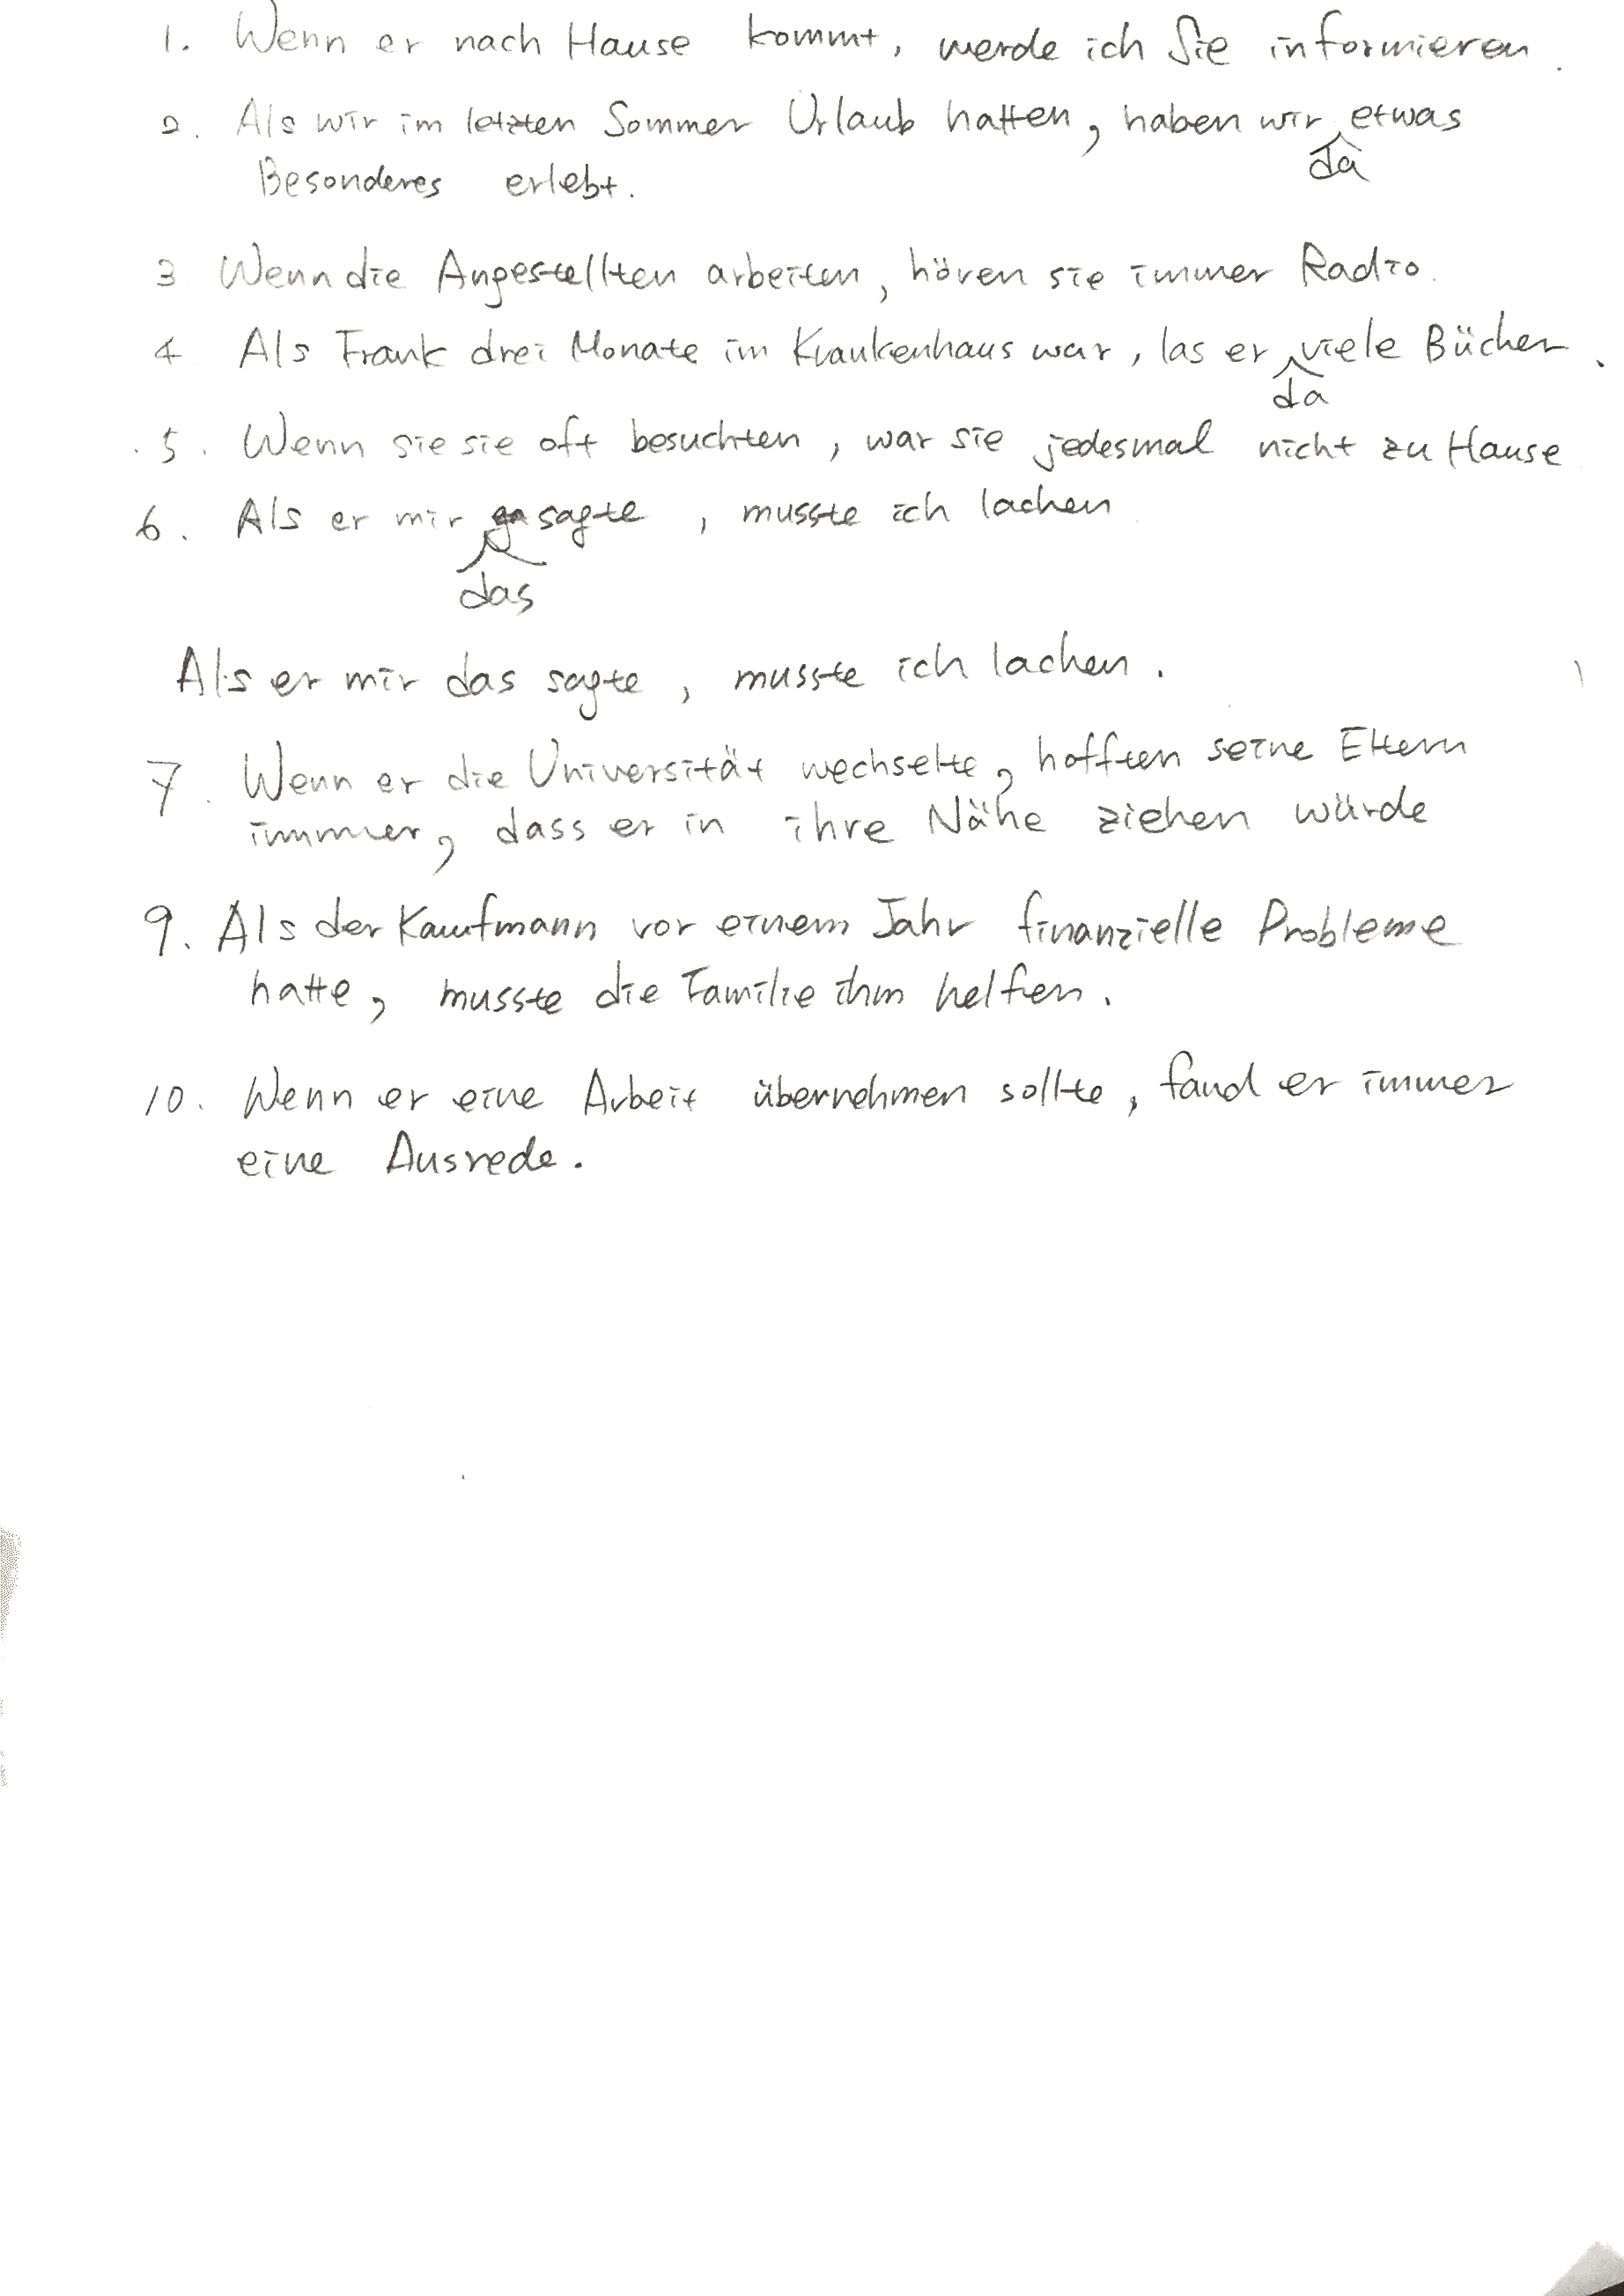 1. Wenn er nach Hause kommt, werde ich Sie informieren.
2. Als wir im letzten Sommer Urlaub hatten, haben wir da etwas
Besonderes erlebt.
3 Wenn die Angestellten arbeiten, hören sie immer Radio.
4 Als Frank drei Monate im Krankenhaus war, las er da viele Bücher.
5. Wenn sie sie oft besuchten, war sie jedesmal nicht zu Hause
6. Als er mir das sagte, musste ich lachen
Als er mir das sagte, musste ich lachen.
7. Wenn er die Universität wechselte, hofften seine Eltern
immer, dass er in ihre Nähe ziehen würde
9. Als der Kaufmann vor einem Jahr finanzielle Probleme
hatte, musste die Familie ihm helfen.
10. Wenn er eine Arbeit übernehmen sollte, fand er immer
eine Ausrede.